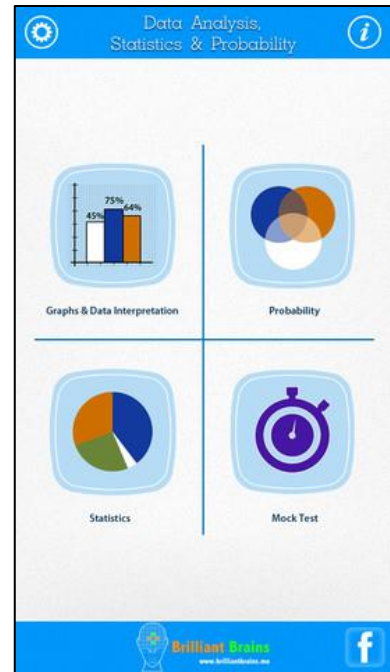 Data Analysis,
Statistics & Probability
i
75%
64%
45%
Graphs & Data Interpretation
Probability
Statistics
Mock Test
Brilliant Brains
www.brilliantbrains.me
f